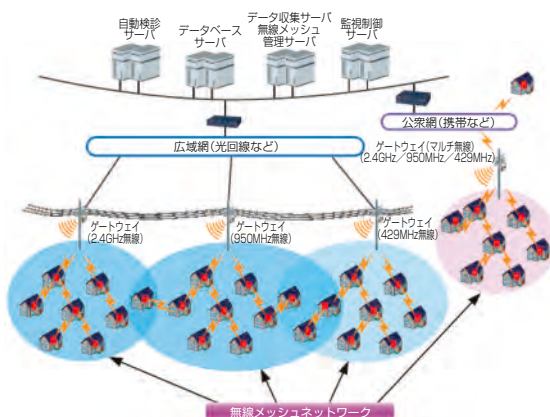 自動検診
サーバ
データベース
サーバ
データ収集サーバ
無線メッシュ
管理サーバ
監視制御
サーバ
公衆網(携帯など)
広域網(光回線など)
ゲートウェイ(マルチ無線)
(2.4GHz/950MHz/429MHz)
ゲートウェイ
(2.4GHz無線)
ゲートウェイ
(950MHz無線)
ゲートウェイ
(429MHz無線)
無線メッシュネットワーク